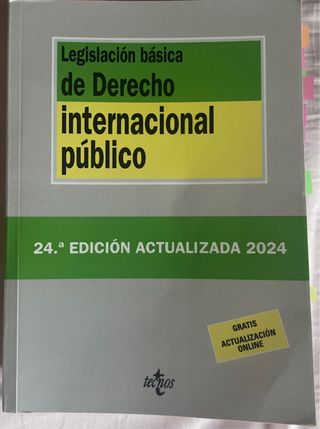 Legislación básica
de Derecho
internacional
público
24.ª EDICIÓN ACTUALIZADA 2024
GRATIS
ACTUALIZACIÓN
ONLINE
tecnos